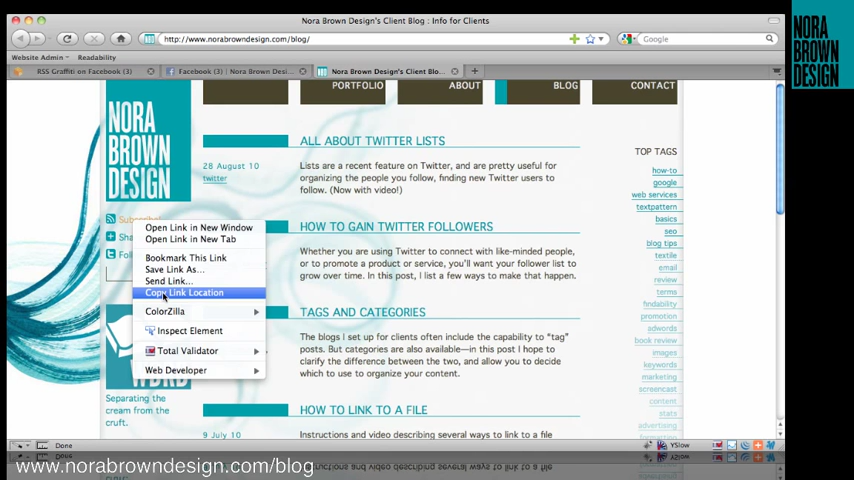 Nora Brown Design's Client Blog : Info for Clients
http://www.norabrowndesign.com/blog/
Google
Website Admin
Readability
RSS Graffiti on Facebook (3)
Facebook (3) | Nora Brown Desi...
Nora Brown Design's Client Blo...
NORA
BROWN
DESIGN
PORTFOLIO
ABOUT
BLOG
CONTACT
NORA
BROWN
DESIGN
Subscribe!
Sha
Follo
ALL ABOUT TWITTER LISTS
28 August 10
twitter
Lists are a recent feature on Twitter, and are pretty useful for
organizing the people you follow, finding new Twitter users to
follow. (Now with video!)
HOW TO GAIN TWITTER FOLLOWERS
Whether you are using Twitter to connect with like-minded people,
or to promote a product or service, you'll want your follower list to
grow over time. In this post, I list a few ways to make that happen.
TAGS AND CATEGORIES
The blogs I set up for clients often include the capability to "tag"
posts. But categories are also available—in this post I hope to
clarify the difference between the two, and allow you to decide
which to use to organize your content.
HOW TO LINK TO A FILE
9 July 10
Instructions and video describing several ways to link to a file
Open Link in New Window
Open Link in New Tab
Bookmark This Link
Save Link As...
Send Link...
Copy Link Location
ColorZilla
Inspect Element
Total Validator
Web Developer
Separating the
cream from the
cruft.
TOP TAGS
how-to
google
web services
textpattern
basics
seo
blog tips
textile
email
review
terms
findability
promotion
adwords
book review
images
keywords
marketing
screencast
content
stats
advertising
Done
YSlow
www.norabrowndesign.com/blog